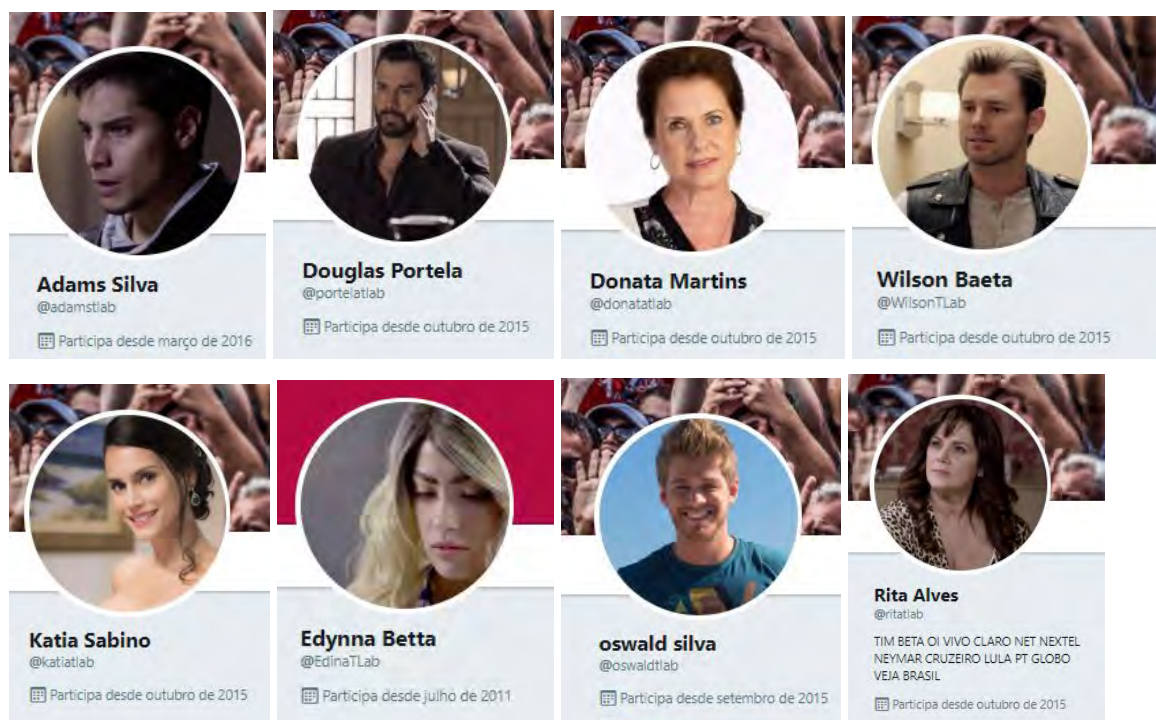 Adams Silva
@adamstlab
Participa desde março de 2016
Douglas Portela
@portelatlab
Participa desde outubro de 2015
Donata Martins
@donatatlab
Participa desde outubro de 2015
Wilson Baeta
@WilsonTLab
Participa desde outubro de 2015
Katia Sabino
@katiatlab
Participa desde outubro de 2015
Edynna Betta
@EdinaTLab
Participa desde julho de 2011
oswald silva
@oswaldtlab
Participa desde setembro de 2015
Rita Alves
@ritatlab
TIM BETA OI VIVO CLARO NET NEXTEL
NEYMAR CRUZEIRO LULA PT GLOBO
VEJA BRASIL
Participa desde outubro de 2015